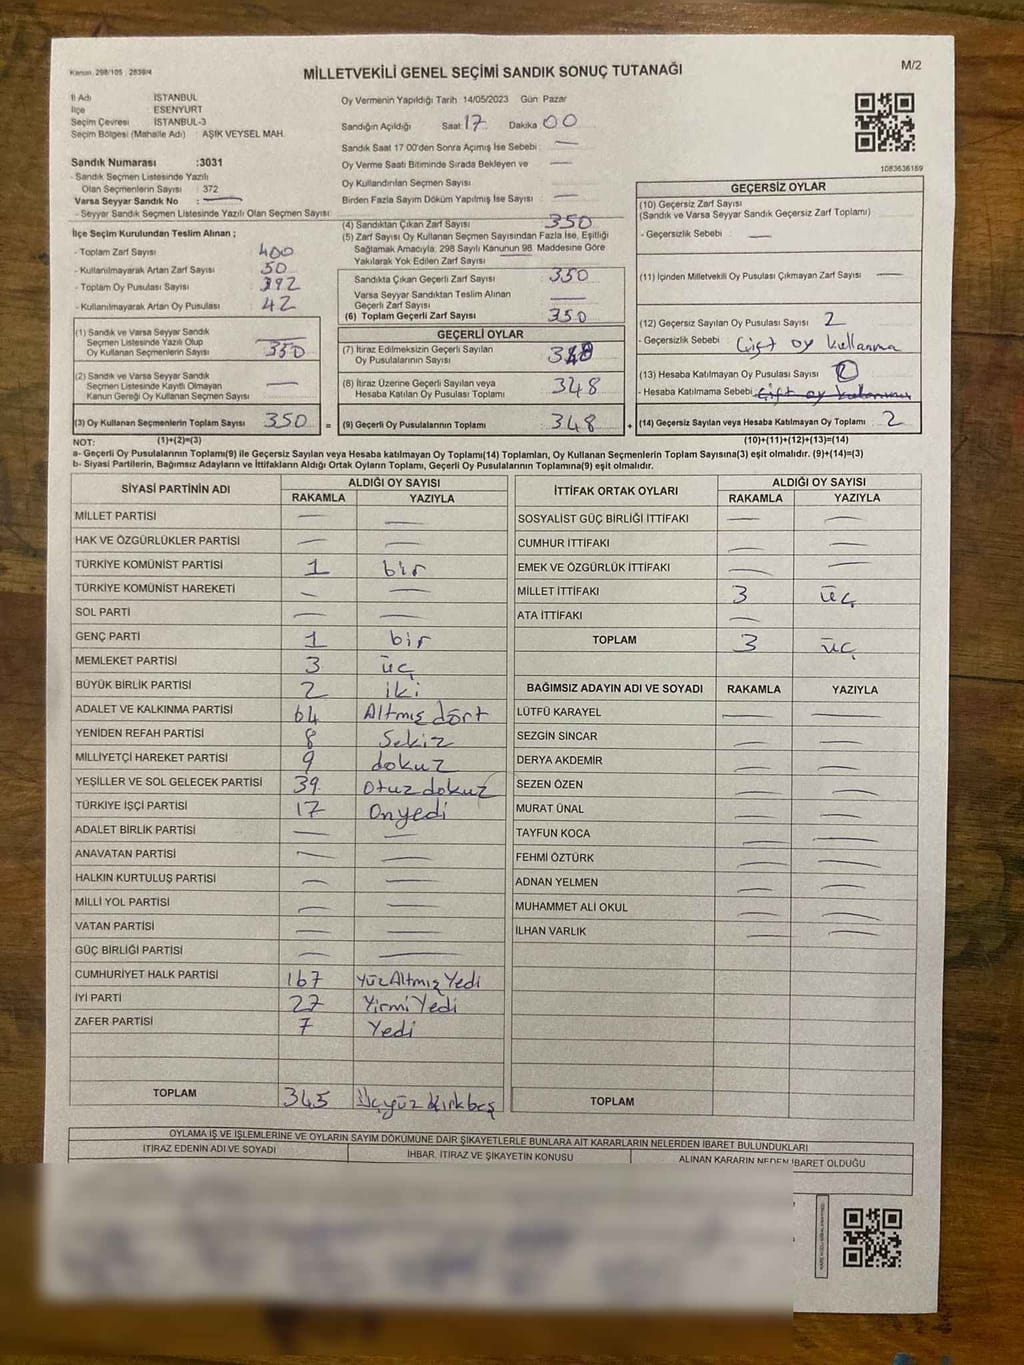 Kanun 298/105 , 2839/4
MİLLETVEKİLİ GENEL SEÇİMİ SANDIK SONUÇ TUTANAĞI
M/2
İl Adı İSTANBUL
İlçe ESENYURT
Seçim Çevresi İSTANBUL-3
Seçim Bölgesi (Mahalle Adı) : AŞIK VEYSEL MAH.
Sandık Numarası :3031
- Sandık Seçmen Listesinde Yazılı
Olan Seçmenlerin Sayısı : 372
Varsa Seyyar Sandık No : —
- Seyyar Sandık Seçmen Listesinde Yazılı Olan Seçmen Sayısı:
İlçe Seçim Kurulundan Teslim Alınan ;
- Toplam Zarf Sayısı 400
- Kullanılmayarak Artan Zarf Sayısı 50
- Toplam Oy Pusulası Sayısı 392
- Kullanılmayarak Artan Oy Pusulası 42
(1) Sandık ve Varsa Seyyar Sandık
Seçmen Listesinde Yazılı Olup
Oy Kullanan Seçmenlerin Sayısı 350
(2) Sandık ve Varsa Seyyar Sandık
Seçmen Listesinde Kayıtlı Olmayan
Kanun Gereği Oy Kullanan Seçmen Sayısı —
(3) Oy Kullanan Seçmenlerin Toplam Sayısı 350 =
Oy Vermenin Yapıldığı Tarih 14/05/2023 Gün Pazar
Sandığın Açıldığı Saat 17 Dakika 00
Sandık Saat 17 00'den Sonra Açımış İse Sebebi : —
Oy Verme Saati Bitiminde Sırada Bekleyen ve —
Oy Kullandırılan Seçmen Sayısı
Birden Fazla Sayım Döküm Yapılmış İse Sayısı —
(4) Sandıktan Çıkan Zarf Sayısı 350
(5) Zarf Sayısı Oy Kullanan Seçmen Sayısından Fazla İse, Eşitliği
Sağlamak Amacıyla, 298 Sayılı Kanunun 98. Maddesine Göre
Yakılarak Yok Edilen Zarf Sayısı —
Sandıkta Çıkan Geçerli Zarf Sayısı 350
Varsa Seyyar Sandıktan Teslim Alınan
Geçerli Zarf Sayısı —
(6) Toplam Geçerli Zarf Sayısı 350
GEÇERLİ OYLAR
(7) İtiraz Edilmeksizin Geçerli Sayılan
Oy Pusulalarının Sayısı 348
(8) İtiraz Üzerine Geçerli Sayılan veya
Hesaba Katılan Oy Pusulası Toplamı 348
(9) Geçerli Oy Pusulalarının Toplamı 348 +
1083636169
GEÇERSİZ OYLAR
(10) Geçersiz Zarf Sayısı
(Sandık ve Varsa Seyyar Sandık Geçersiz Zarf Toplamı)
- Geçersizlik Sebebi : —
(11) İçinden Milletvekili Oy Pusulası Çıkmayan Zarf Sayısı —
(12) Geçersiz Sayılan Oy Pusulası Sayısı 2
- Geçersizlik Sebebi Çift oy kullanma
(13) Hesaba Katılmayan Oy Pusulası Sayısı
- Hesaba Katılmama Sebebi
(14) Geçersiz Sayılan veya Hesaba Katılmayan Oy Toplamı : 2
NOT: (1)+(2)=(3) (10)+(11)+(12)+(13)=(14)
a- Geçerli Oy Pusulalarının Toplamı(9) ile Geçersiz Sayılan veya Hesaba Katılmayan Oy Toplamı(14) Toplamları, Oy Kullanan Seçmenlerin Toplam Sayısına(3) eşit olmalıdır. (9)+(14)=(3)
b- Siyasi Partilerin, Bağımsız Adayların ve İttifakların Aldığı Ortak Oyların Toplamı, Geçerli Oy Pusulalarının Toplamına(9) eşit olmalıdır.
SİYASİ PARTİNİN ADI ALDIĞI OY SAYISI
RAKAMLA YAZIYLA
MİLLET PARTİSİ — —
HAK VE ÖZGÜRLÜKLER PARTİSİ — —
TÜRKİYE KOMÜNİST PARTİSİ 1 bir
TÜRKİYE KOMÜNİST HAREKETİ — —
SOL PARTİ — —
GENÇ PARTİ 1 bir
MEMLEKET PARTİSİ 3 üç
BÜYÜK BİRLİK PARTİSİ 2 iki
ADALET VE KALKINMA PARTİSİ 64 Altmış dört
YENİDEN REFAH PARTİSİ 8 Sekiz
MİLLİYETÇİ HAREKET PARTİSİ 9 dokuz
YEŞİLLER VE SOL GELECEK PARTİSİ 39 Otuz dokuz
TÜRKİYE İŞÇİ PARTİSİ 17 Onyedi
ADALET BİRLİK PARTİSİ — —
ANAVATAN PARTİSİ — —
HALKIN KURTULUŞ PARTİSİ — —
MİLLİ YOL PARTİSİ — —
VATAN PARTİSİ — —
GÜÇ BİRLİĞİ PARTİSİ — —
CUMHURİYET HALK PARTİSİ 167 Yüz Altmış Yedi
İYİ PARTİ 27 Yirmi Yedi
ZAFER PARTİSİ 7 Yedi
TOPLAM 345 Üçyüz Kırkbeş
İTTİFAK ORTAK OYLARI ALDIĞI OY SAYISI
RAKAMLA YAZIYLA
SOSYALİST GÜÇ BİRLİĞİ İTTİFAKI — —
CUMHUR İTTİFAKI — —
EMEK VE ÖZGÜRLÜK İTTİFAKI — —
MİLLET İTTİFAKI 3 üç
ATA İTTİFAKI —
TOPLAM 3 üç
BAĞIMSIZ ADAYIN ADI VE SOYADI RAKAMLA YAZIYLA
LÜTFÜ KARAYEL — —
SEZGİN SİNCAR — —
DERYA AKDEMİR — —
SEZEN ÖZEN — —
MURAT ÜNAL — —
TAYFUN KOCA — —
FEHMİ ÖZTÜRK — —
ADNAN YELMEN — —
MUHAMMET ALİ OKUL — —
İLHAN VARLIK — —
TOPLAM
OYLAMA İŞ VE İŞLEMLERİNE VE OYLARIN SAYIM DÖKÜMÜNE DAİR ŞİKAYETLERLE BUNLARA AİT KARARLARIN NELERDEN İBARET BULUNDUKLARI
İTİRAZ EDENİN ADI VE SOYADI İHBAR, İTİRAZ VE ŞİKAYETİN KONUSU ALINAN KARARIN NEDEN İBARET OLDUĞU